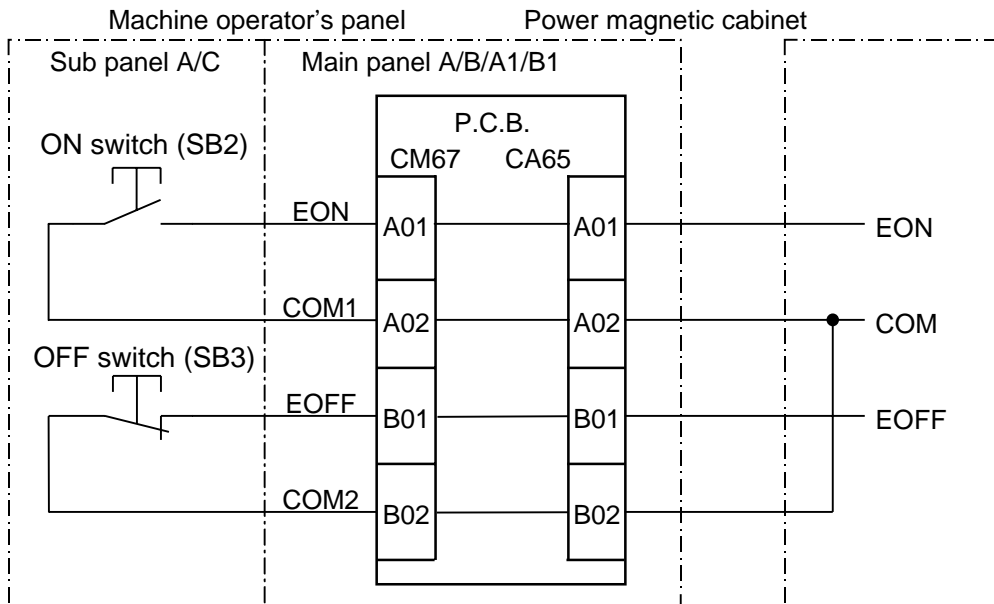 Machine operator's panel
Power magnetic cabinet
Sub panel A/C
Main panel A/B/A1/B1
P.C.B.
ON switch (SB2)
CM67
CA65
EON
A01
A01
EON
COM1
A02
A02
COM
OFF switch (SB3)
EOFF
B01
B01
EOFF
COM2
B02
B02